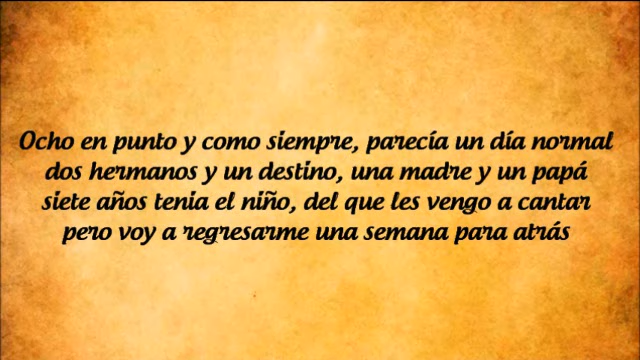 Ocho en punto y como siempre, parecía un día normal
dos hermanos y un destino, una madre y un papá
siete años tenia el niño, del que les vengo a cantar
pero voy a regresarme una semana para atrás